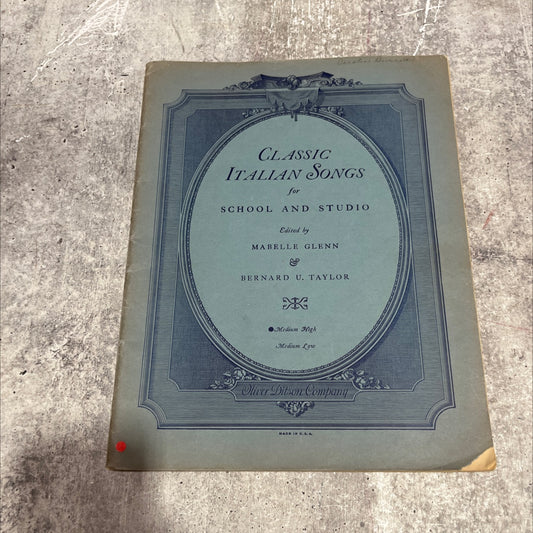 CLASSIC
ITALIAN SONGS
for
SCHOOL AND STUDIO
Edited by
MABELLE GLENN
&
BERNARD U. TAYLOR
Medium High
Medium Low
Oliver Ditson Company
MADE IN U.S.A.